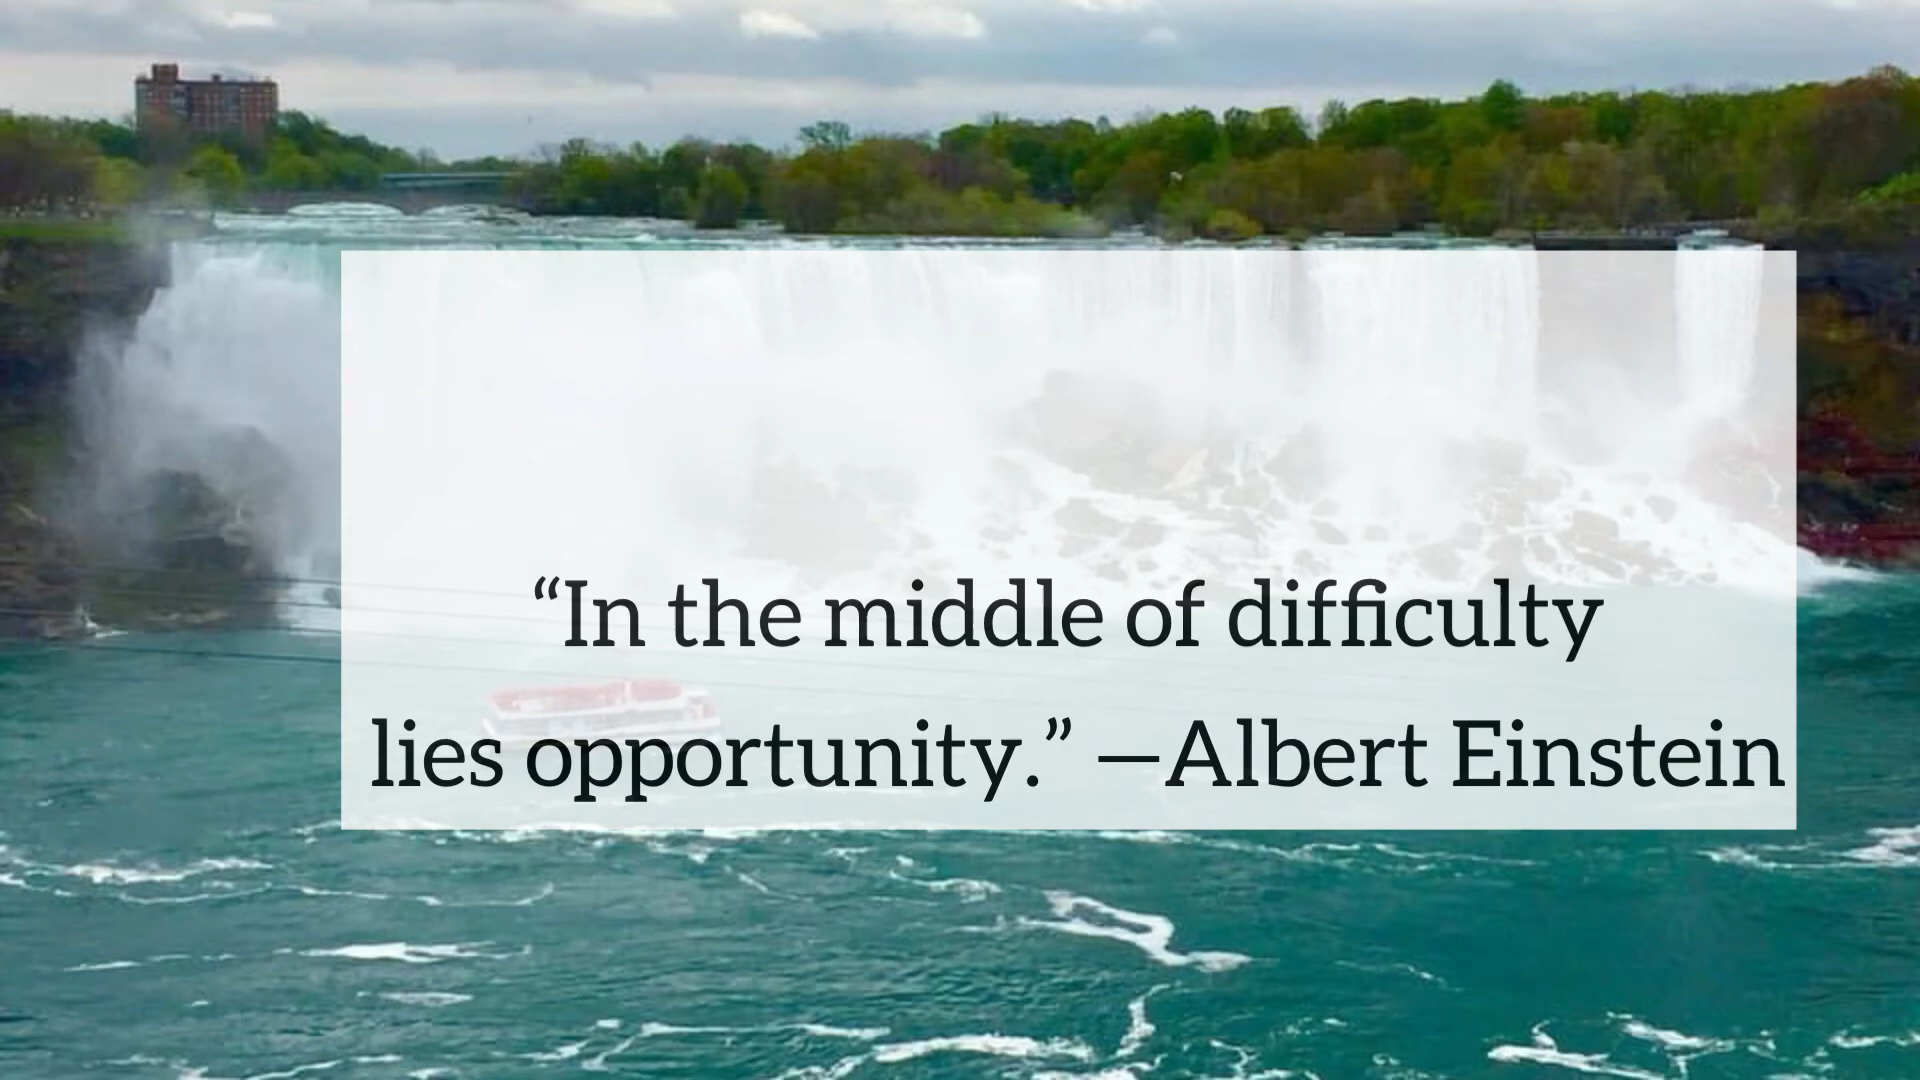 “In the middle of difficulty
lies opportunity.” —Albert Einstein